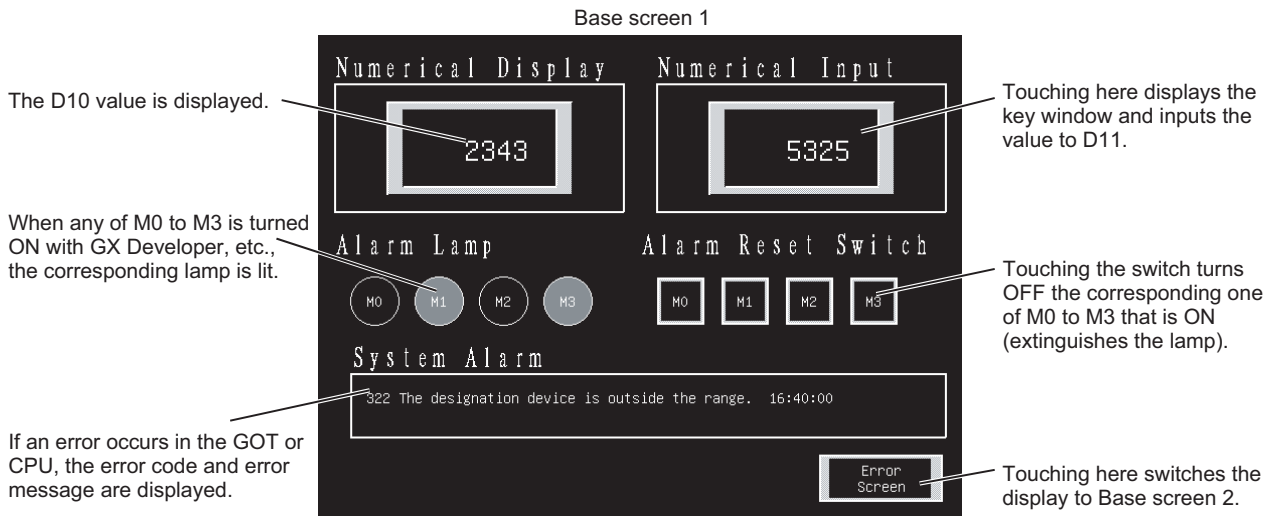 Base screen 1
Numerical Display
Numerical Input
The D10 value is displayed.
2343
5325
Touching here displays the
key window and inputs the
value to D11.
When any of M0 to M3 is turned
ON with GX Developer, etc.,
the corresponding lamp is lit.
Alarm Lamp
Alarm Reset Switch
M0 M1 M2 M3
M0 M1 M2 M3
Touching the switch turns
OFF the corresponding one
of M0 to M3 that is ON
(extinguishes the lamp).
System Alarm
322 The designation device is outside the range. 16:40:00
If an error occurs in the GOT or
CPU, the error code and error
message are displayed.
Error
Screen
Touching here switches the
display to Base screen 2.